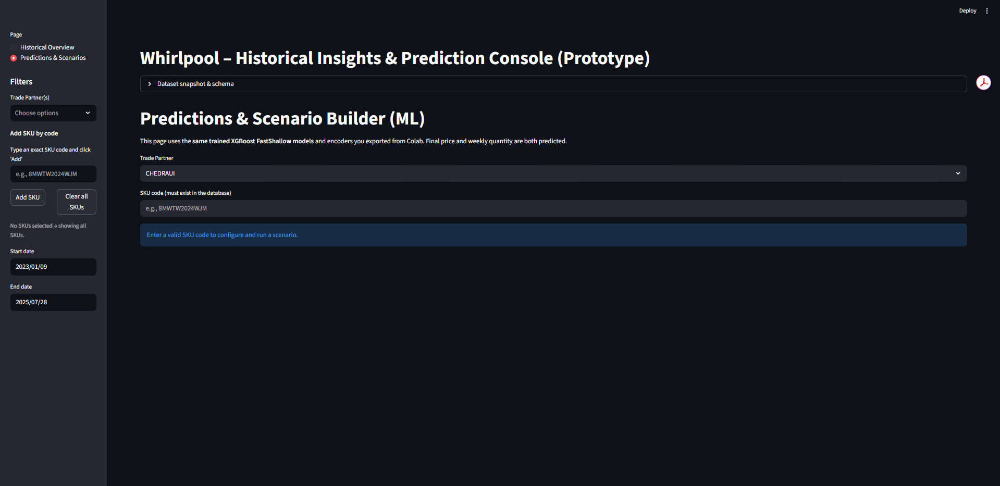 Deploy
Page
Historical Overview
Predictions & Scenarios
Filters
Trade Partner(s)
Choose options
Add SKU by code
Type an exact SKU code and click
'Add'
e.g., 8MWTW2024WJM
Add SKU
Clear all
SKUs
No SKUs selected → showing all
SKUs.
Start date
2023/01/09
End date
2025/07/28
Whirlpool – Historical Insights & Prediction Console (Prototype)
Dataset snapshot & schema
Predictions & Scenario Builder (ML)
This page uses the same trained XGBoost FastShallow models and encoders you exported from Colab. Final price and weekly quantity are both predicted.
Trade Partner
CHEDRAUI
SKU code (must exist in the database)
e.g., 8MWTW2024WJM
Enter a valid SKU code to configure and run a scenario.